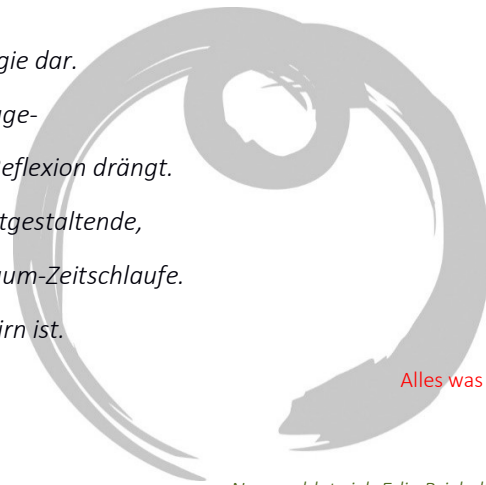 gie dar.
ge-
eflexion drängt.
tgestaltende,
um-Zeitschlaufe.
irn ist.
Alles was